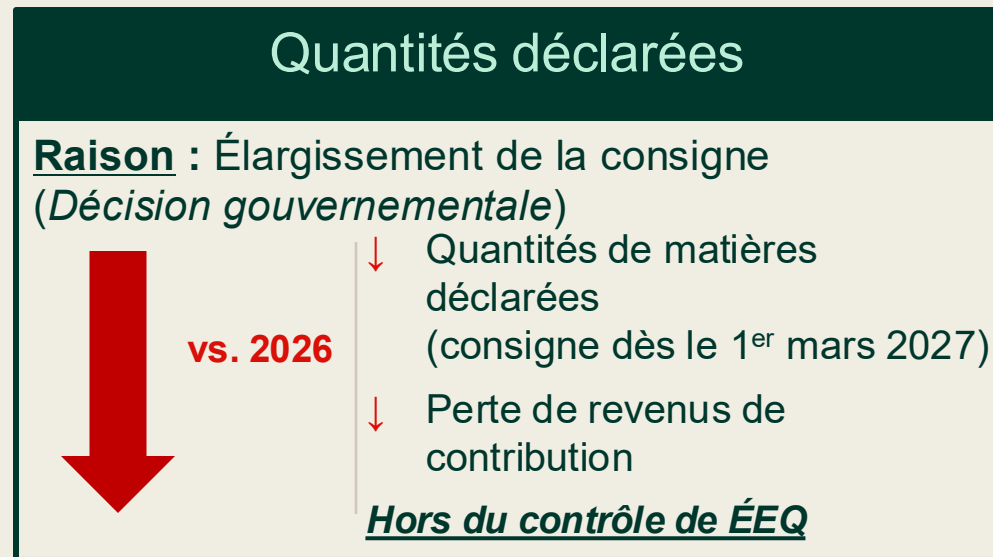 Quantités déclarées
Raison : Élargissement de la consigne
(Décision gouvernementale)
vs. 2026
↓ Quantités de matières
déclarées
(consigne dès le 1er mars 2027)
↓ Perte de revenus de
contribution
Hors du contrôle de ÉEQ